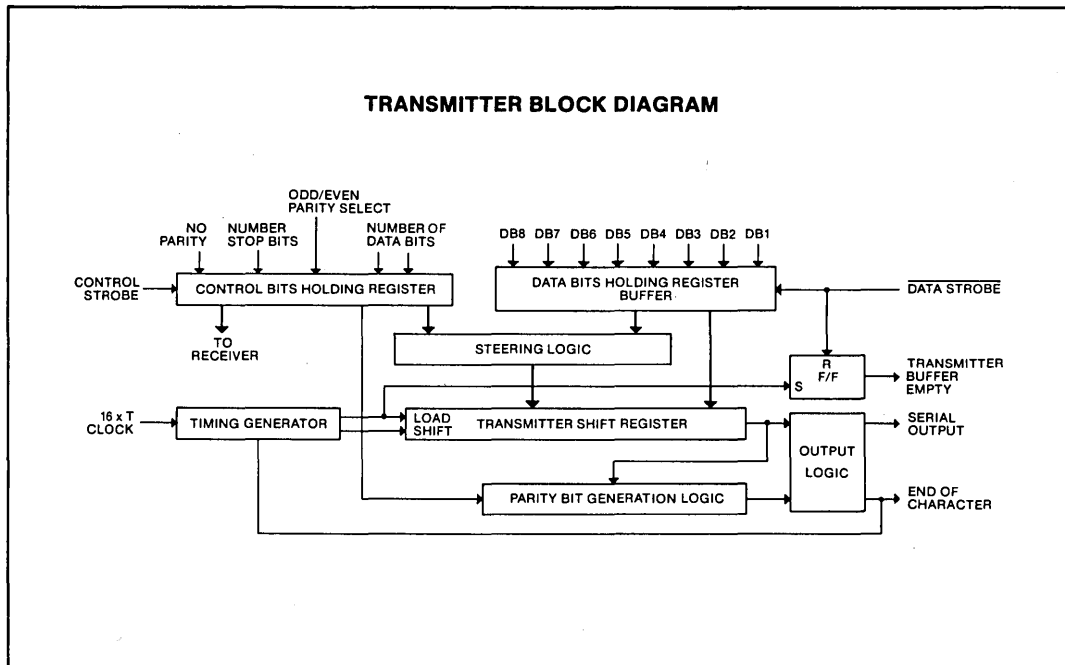 TRANSMITTER BLOCK DIAGRAM
ODD/EVEN
PARITY SELECT
NO
PARITY
NUMBER
STOP BITS
NUMBER OF
DATA BITS
DB8 DB7 DB6 DB5 DB4 DB3 DB2 DB1
CONTROL
STROBE
CONTROL BITS HOLDING REGISTER
DATA BITS HOLDING REGISTER
BUFFER
DATA STROBE
TO
RECEIVER
STEERING LOGIC
R
F/F
S
TRANSMITTER
BUFFER
EMPTY
16 x T
CLOCK
TIMING GENERATOR
LOAD
SHIFT
TRANSMITTER SHIFT REGISTER
SERIAL
OUTPUT
OUTPUT
LOGIC
PARITY BIT GENERATION LOGIC
END OF
CHARACTER